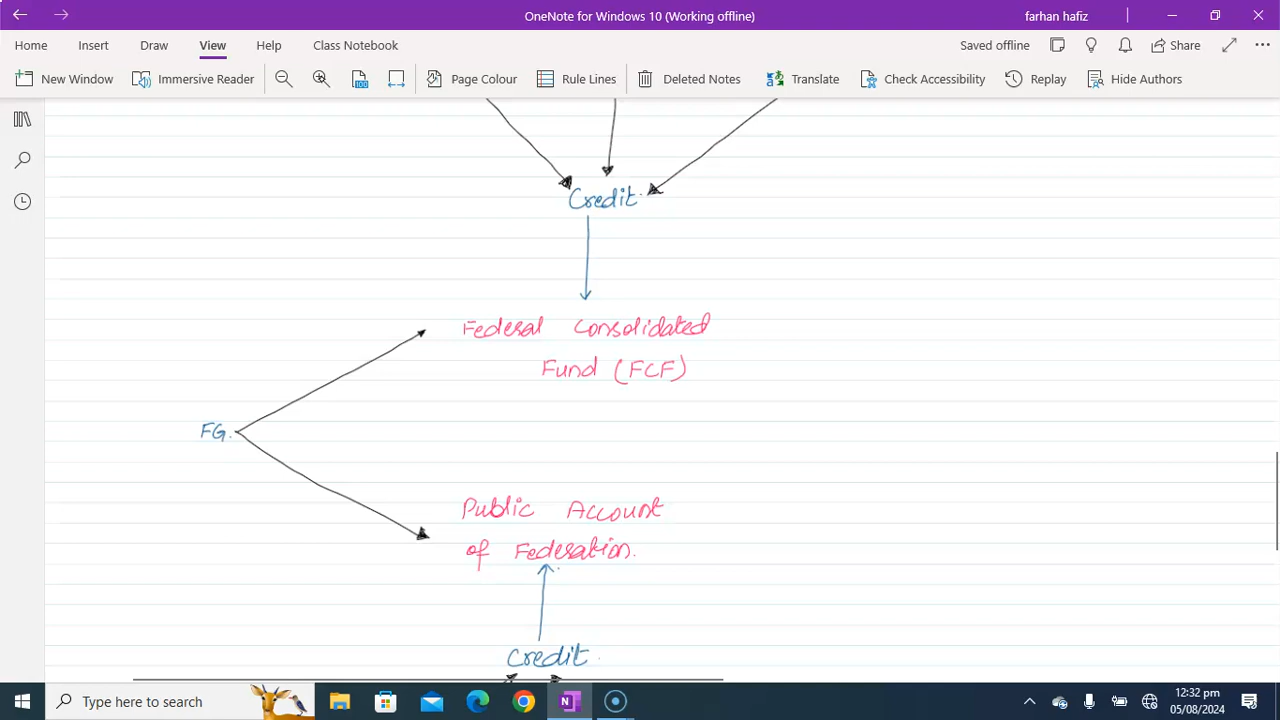 OneNote for Windows 10 (Working offline)
farhan hafiz
Home Insert Draw View Help Class Notebook
Saved offline Share
New Window Immersive Reader Page Colour Rule Lines Deleted Notes Translate Check Accessibility Replay Hide Authors
Credit.
Federal Consolidated
Fund (FCF)
FG.
Public Account
of Federation.
Credit.
Type here to search
12:32 pm
05/08/2024